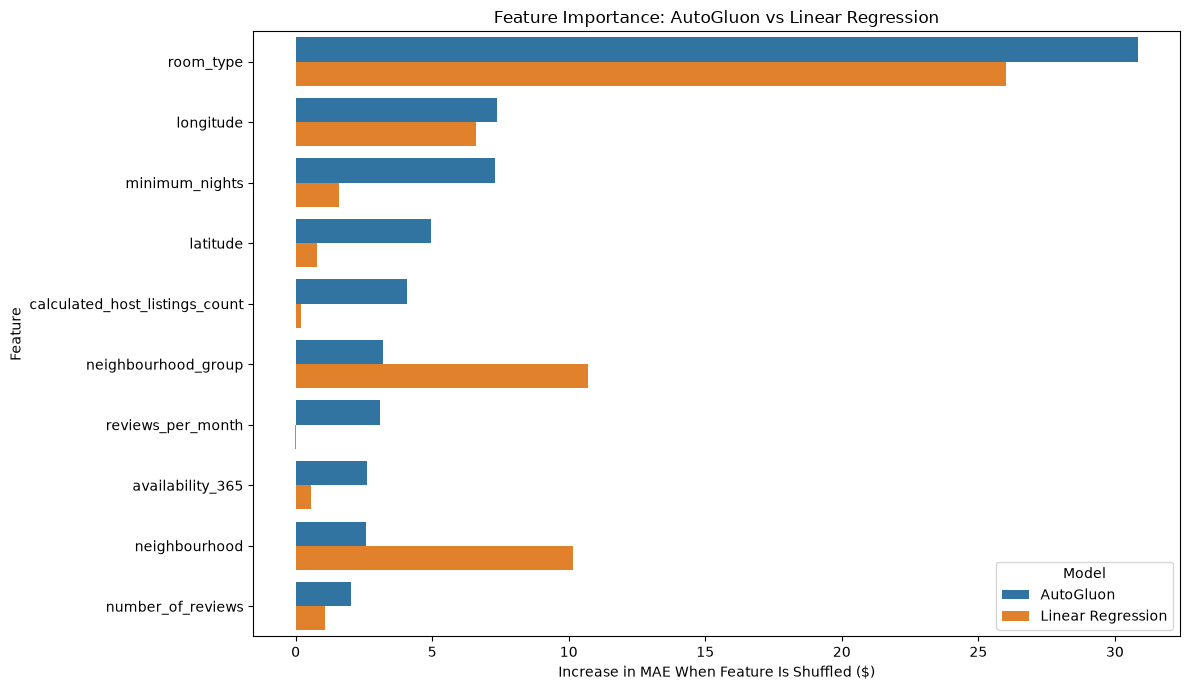 Feature Importance: AutoGluon vs Linear Regression
Feature
room_type
longitude
minimum_nights
latitude
calculated_host_listings_count
neighbourhood_group
reviews_per_month
availability_365
neighbourhood
number_of_reviews
Model
AutoGluon
Linear Regression
0 5 10 15 20 25 30
Increase in MAE When Feature Is Shuffled ($)